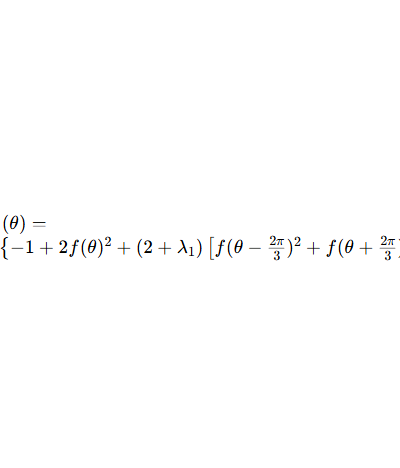 (θ) =
{−1 + 2f(θ)² + (2 + λ₁) [f(θ − 2π/3)² + f(θ + 2π/3)